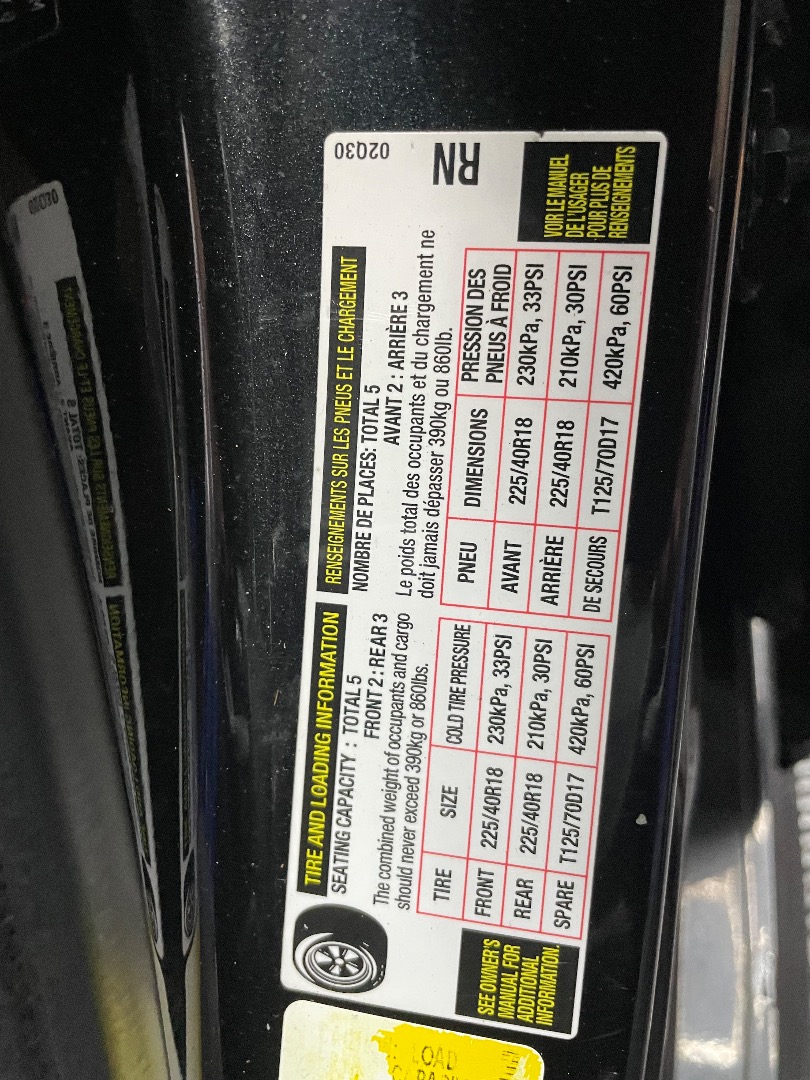 TIRE AND LOADING INFORMATION
SEATING CAPACITY : TOTAL 5
FRONT 2 : REAR 3
The combined weight of occupants and cargo
should never exceed 390kg or 860lbs.
TIRE SIZE COLD TIRE PRESSURE
FRONT 225/40R18 230kPa, 33PSI
REAR 225/40R18 210kPa, 30PSI
SPARE T125/70D17 420kPa, 60PSI
SEE OWNER'S
MANUAL FOR
ADDITIONAL
INFORMATION.
RENSEIGNEMENTS SUR LES PNEUS ET LE CHARGEMENT
NOMBRE DE PLACES: TOTAL 5
AVANT 2 : ARRIÈRE 3
Le poids total des occupants et du chargement ne
doit jamais dépasser 390kg ou 860lb.
PNEU DIMENSIONS PRESSION DES
PNEUS À FROID
AVANT 225/40R18 230kPa, 33PSI
ARRIÈRE 225/40R18 210kPa, 30PSI
DE SECOURS T125/70D17 420kPa, 60PSI
02Q30
RN
VOIR LE MANUEL
DE L'USAGER
POUR PLUS DE
RENSEIGNEMENTS
LOAD